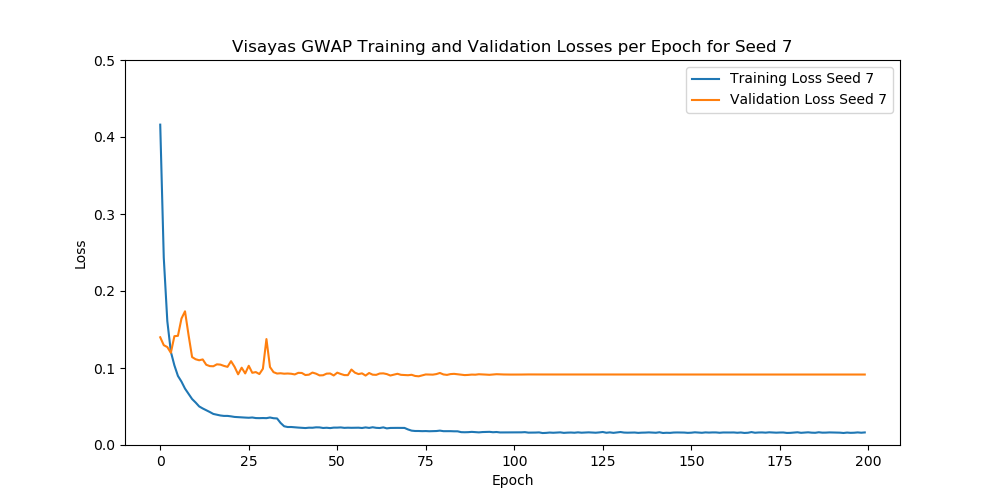 Visayas GWAP Training and Validation Losses per Epoch for Seed 7
Training Loss Seed 7
Validation Loss Seed 7
Loss
0.5
0.4
0.3
0.2
0.1
0.0
0 25 50 75 100 125 150 175 200
Epoch